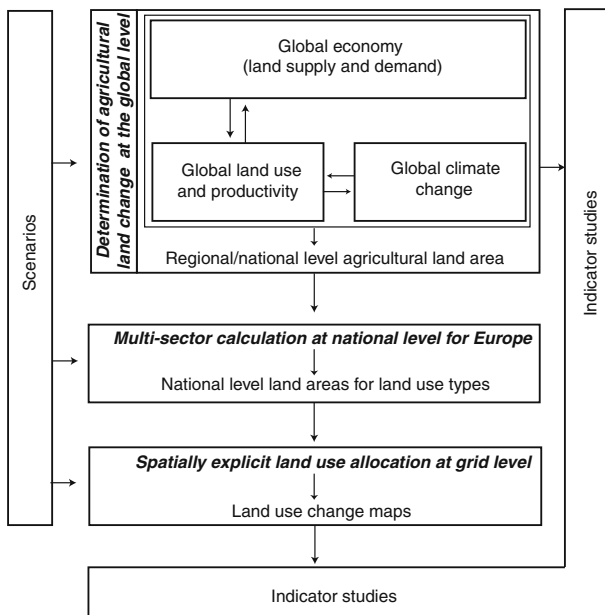 Scenarios
Determination of agricultural
land change at the global level
Global economy
(land supply and demand)
Global land use
and productivity
Global climate
change
Regional/national level agricultural land area
Multi-sector calculation at national level for Europe
National level land areas for land use types
Spatially explicit land use allocation at grid level
Land use change maps
Indicator studies
Indicator studies